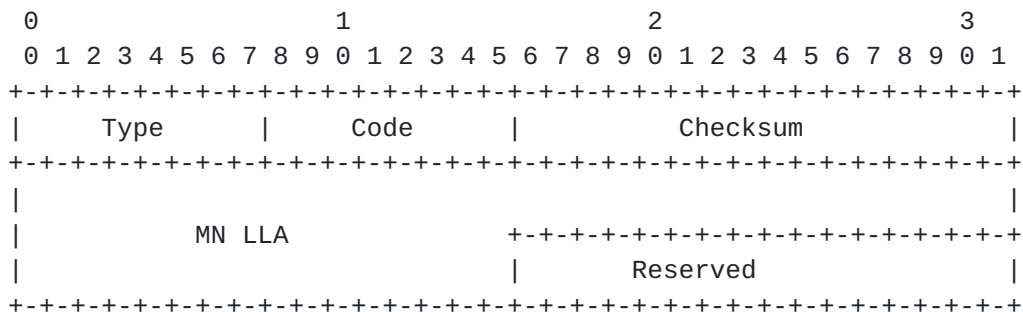 0                   1                   2                   3
 0 1 2 3 4 5 6 7 8 9 0 1 2 3 4 5 6 7 8 9 0 1 2 3 4 5 6 7 8 9 0 1
+-+-+-+-+-+-+-+-+-+-+-+-+-+-+-+-+-+-+-+-+-+-+-+-+-+-+-+-+-+-+-+-+
|     Type      |     Code      |          Checksum             |
+-+-+-+-+-+-+-+-+-+-+-+-+-+-+-+-+-+-+-+-+-+-+-+-+-+-+-+-+-+-+-+-+
|                                                               |
|           MN LLA              +-+-+-+-+-+-+-+-+-+-+-+-+-+-+-+-+
|                               |       Reserved                |
+-+-+-+-+-+-+-+-+-+-+-+-+-+-+-+-+-+-+-+-+-+-+-+-+-+-+-+-+-+-+-+-+